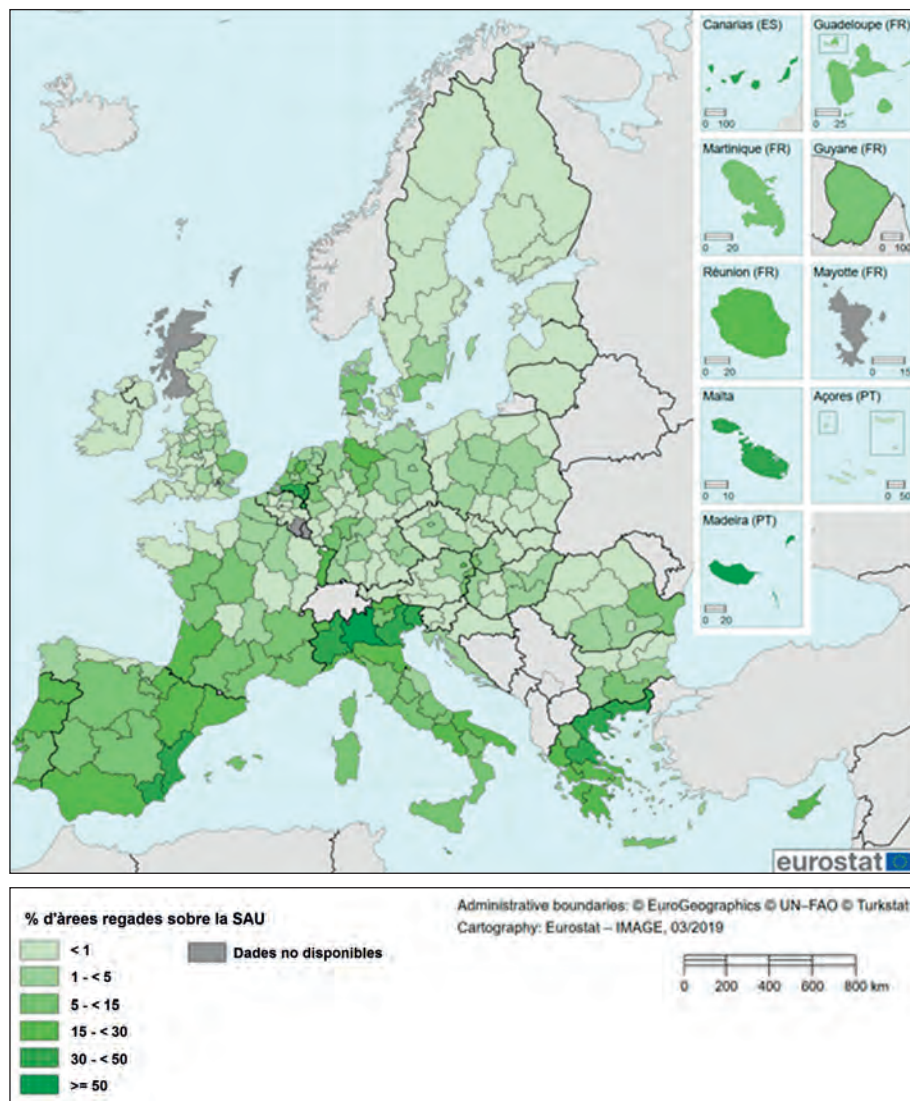 Canarias (ES)
0 100
Guadeloupe (FR)
0 25
Martinique (FR)
0 20
Guyane (FR)
0 100
Réunion (FR)
0 20
Mayotte (FR)
0 15
Malta
0 10
Açores (PT)
0 50
Madeira (PT)
0 20
eurostat
% d'àrees regades sobre la SAU
< 1
1 - < 5
5 - < 15
15 - < 30
30 - < 50
>= 50
Dades no disponibles
Administrative boundaries: © EuroGeographics © UN–FAO © Turkstat
Cartography: Eurostat – IMAGE, 03/2019
0 200 400 600 800 km